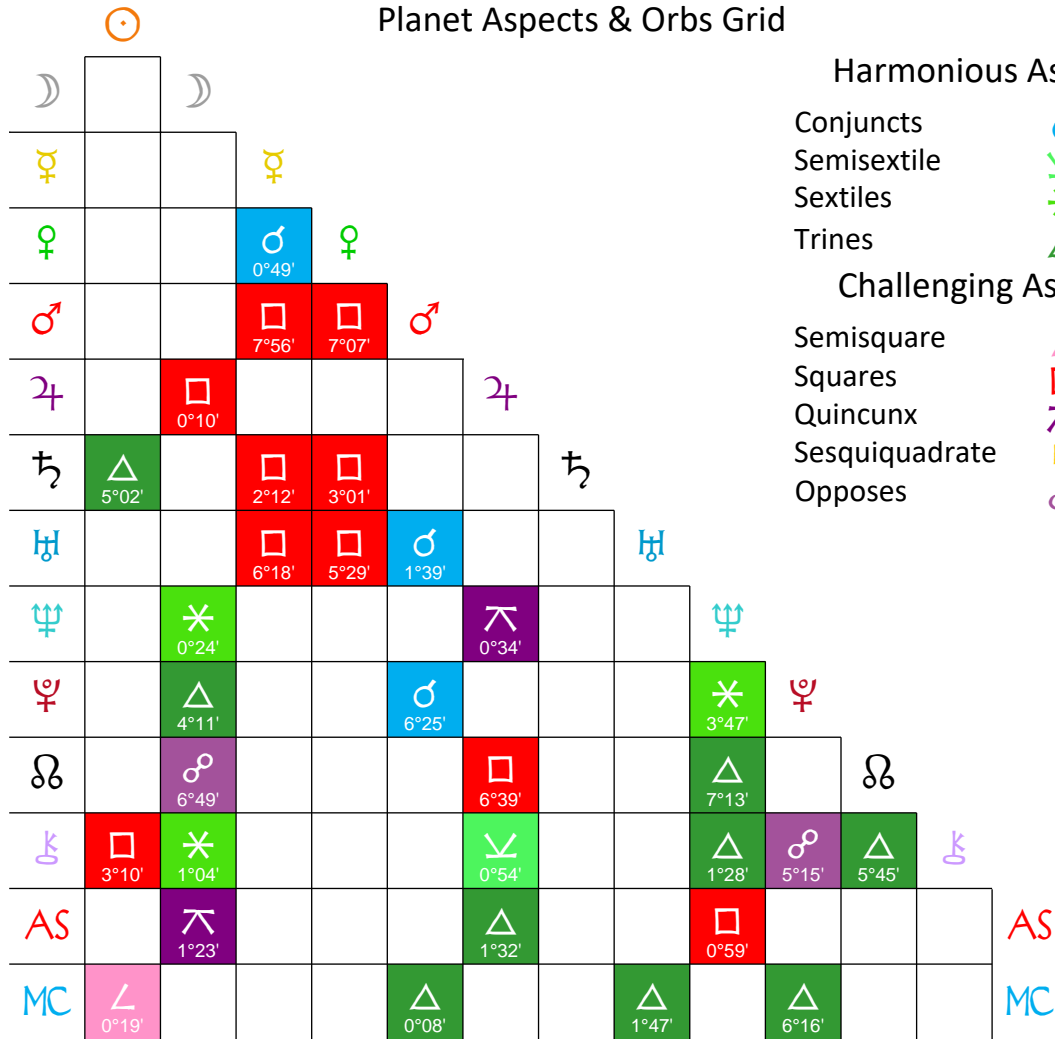 ☉ Planet Aspects & Orbs Grid
Harmonious As
☽ ☽
Conjuncts ☌
Semisextile ⚺
☿ ☿
Sextiles ⚹
Trines △
♀ ☌ ♀
0°49'
Challenging As
♂ □ □ ♂
7°56' 7°07'
Semisquare ∠
Squares □
♃ □ ♃
0°10'
Quincunx ⚻
Sesquiquadrate
♄ △ □ □ ♄
5°02' 2°12' 3°01'
Opposes ☍
♅ □ □ ☌ ♅
6°18' 5°29' 1°39'
♆ ⚹ ⚻ ♆
0°24' 0°34'
♇ △ ☌ ⚹ ♇
4°11' 6°25' 3°47'
☊ ☍ □ △ ☊
6°49' 6°39' 7°13'
⚷ □ ⚹ ⚺ △ ☍ △ ⚷
3°10' 1°04' 0°54' 1°28' 5°15' 5°45'
AS ⚻ △ □ AS
1°23' 1°32' 0°59'
MC ∠ △ △ △ MC
0°19' 0°08' 1°47' 6°16'